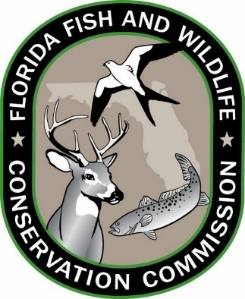 FLORIDA FISH AND WILDLIFE
CONSERVATION COMMISSION